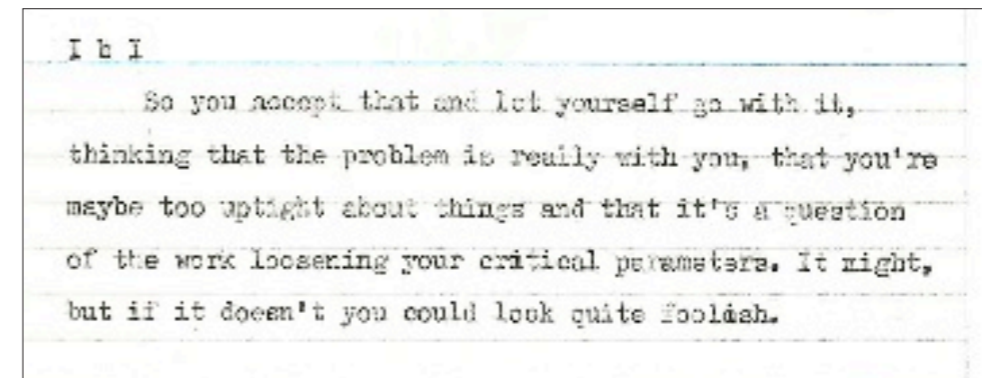 I b I
So you accept that and let yourself go with it,
thinking that the problem is really with you, that you're
maybe too uptight about things and that it's a question
of the work loosening your critical parameters. It might,
but if it doesn't you could look quite foolish.